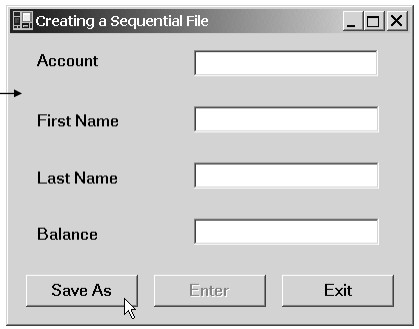 Creating a Sequential File
Account
First Name
Last Name
Balance
Save As Enter Exit